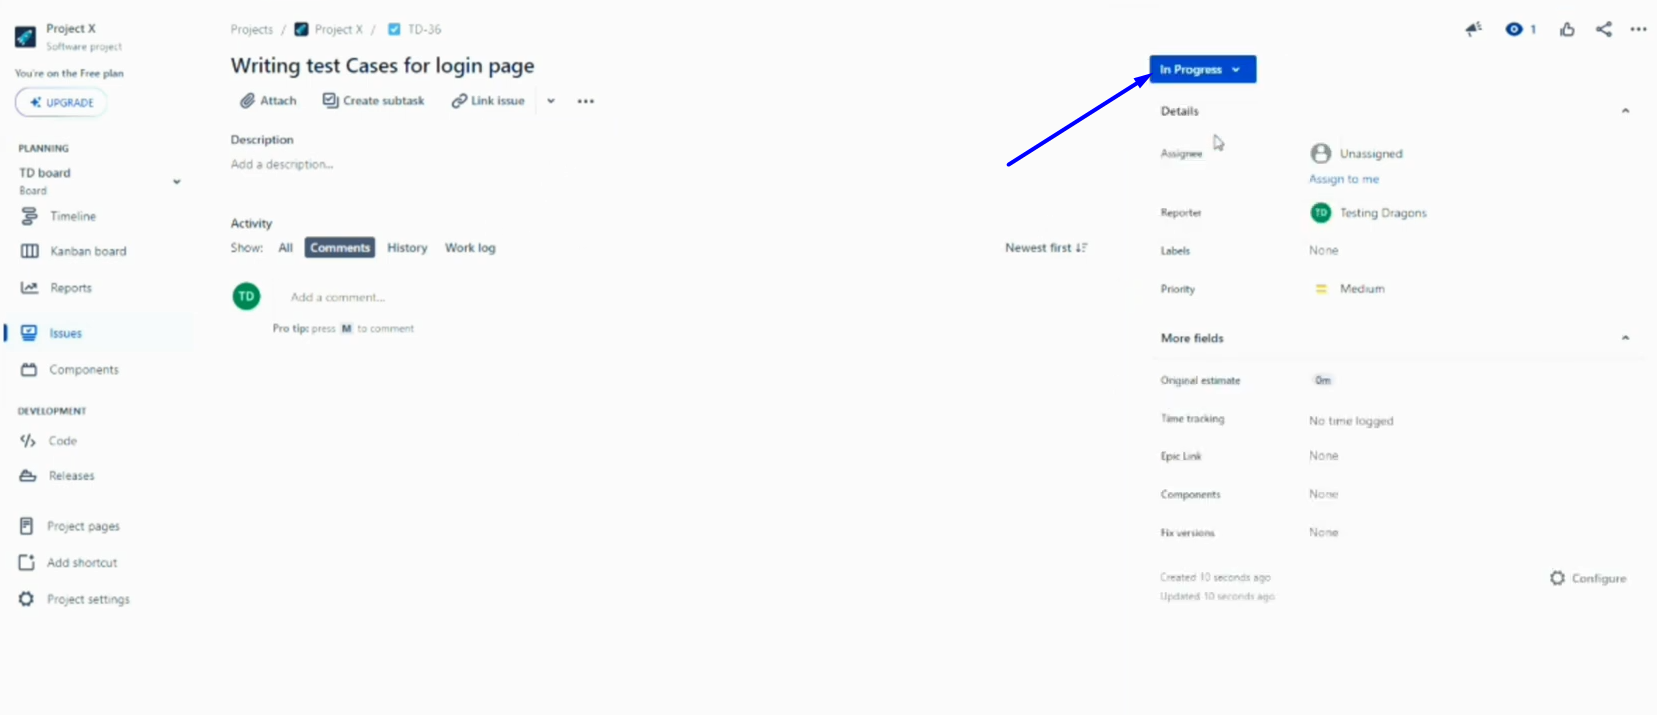 Project X
Software project
You're on the Free plan
UPGRADE
PLANNING
TD board
Board
Timeline
Kanban board
Reports
Issues
Components
DEVELOPMENT
Code
Releases
Project pages
Add shortcut
Project settings
Projects / Project X / TD-36
Writing test Cases for login page
Attach Create subtask Link issue
Description
Add a description...
Activity
Show: All Comments History Work log Newest first
TD Add a comment...
Pro tip: press M to comment
1
In Progress
Details
Assignee Unassigned
Assign to me
Reporter TD Testing Dragons
Labels None
Priority Medium
More fields
Original estimate 0m
Time tracking No time logged
Epic Link None
Components None
Fix versions None
Created 10 seconds ago
Updated 10 seconds ago
Configure